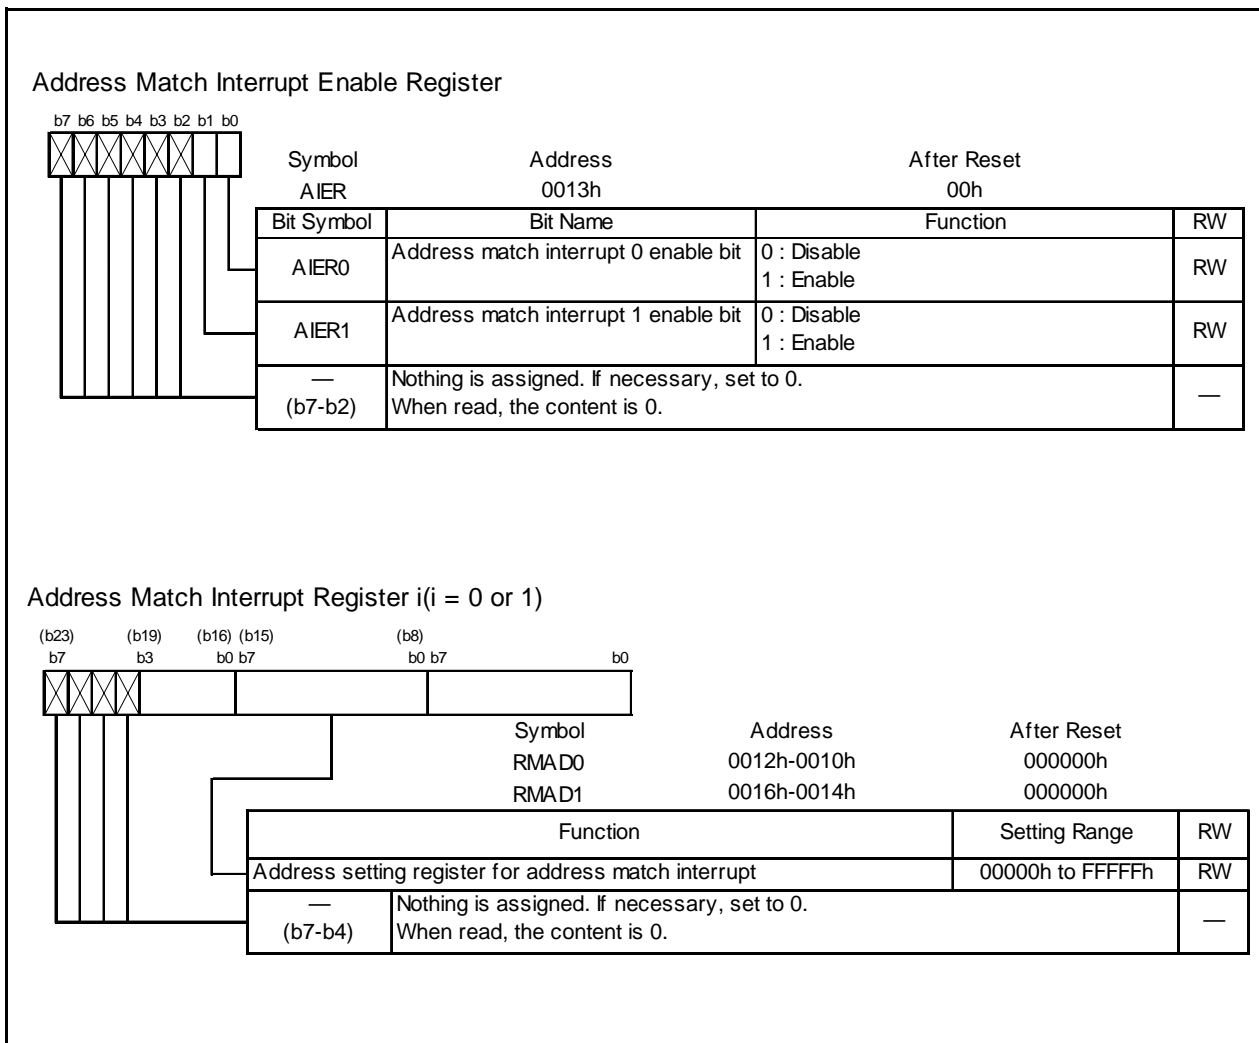 Address Match Interrupt Enable Register
b7 b6 b5 b4 b3 b2 b1 b0
Symbol Address After Reset
AIER 0013h 00h
Bit Symbol Bit Name Function RW
AIER0 Address match interrupt 0 enable bit 0 : Disable RW
1 : Enable
AIER1 Address match interrupt 1 enable bit 0 : Disable RW
1 : Enable
— Nothing is assigned. If necessary, set to 0. —
(b7-b2) When read, the content is 0.
Address Match Interrupt Register i(i = 0 or 1)
(b23) (b19) (b16) (b15) (b8)
b7 b3 b0 b7 b0 b7 b0
Symbol Address After Reset
RMAD0 0012h-0010h 000000h
RMAD1 0016h-0014h 000000h
Function Setting Range RW
Address setting register for address match interrupt 00000h to FFFFFh RW
— Nothing is assigned. If necessary, set to 0. —
(b7-b4) When read, the content is 0.